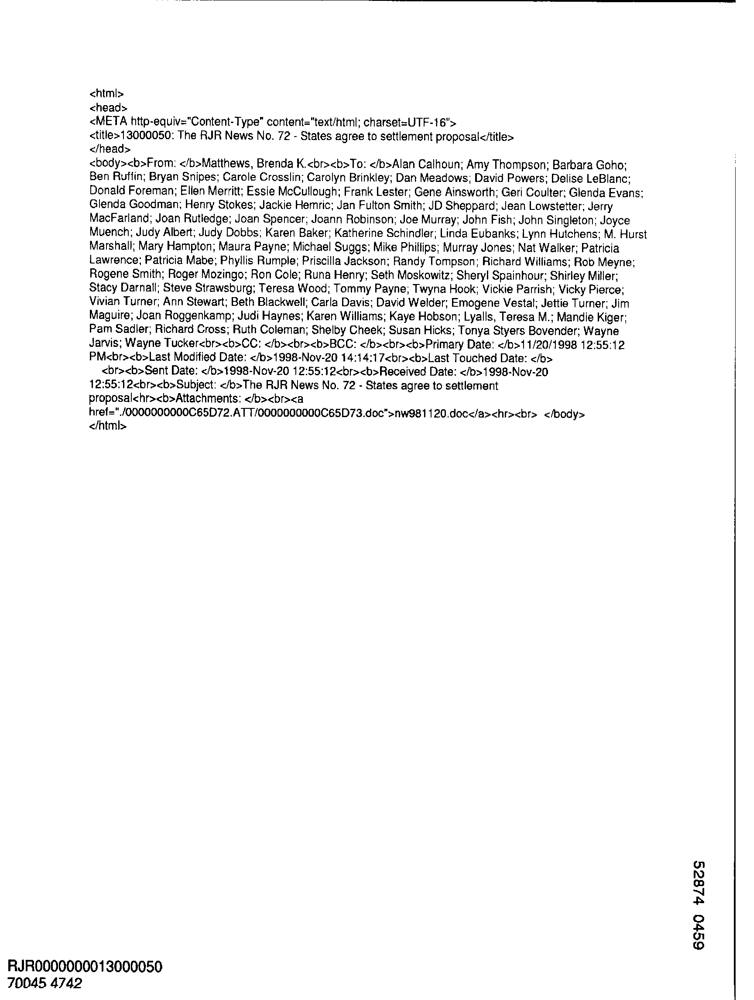 <html>
<head>
<META http-equiv="Content-Type" content="text/html; charset=UTF-16">
<title>13000050: The RJR News No. 72 - States agree to settlement proposal</title>
</head>
<body><b>From: </b>Matthews, Brenda K.<br><b>To: </b>Alan Calhoun; Amy Thompson; Barbara Goho;
Ben Ruffin; Bryan Snipes; Carole Crosslin; Carolyn Brinkley; Dan Meadows; David Powers; Delise LeBlanc;
Donald Foreman; Ellen Merritt; Essie McCullough; Frank Lester; Gene Ainsworth; Geri Coulter; Glenda Evans;
Glenda Goodman; Henry Stokes; Jackie Hemric; Jan Fulton Smith; JD Sheppard; Jean Lowstetter; Jerry
MacFarland; Joan Rutledge; Joan Spencer; Joann Robinson; Joe Murray; John Fish; John Singleton; Joyce
Muench; Judy Albert; Judy Dobbs; Karen Baker; Katherine Schindler; Linda Eubanks; Lynn Hutchens; M. Hurst
Marshall; Mary Hampton; Maura Payne; Michael Suggs; Mike Phillips; Murray Jones; Nat Walker; Patricia
Lawrence; Patricia Mabe; Phyllis Rumple; Priscilla Jackson; Randy Tompson; Richard Williams; Rob Meyne;
Rogene Smith; Roger Mozingo; Ron Cole; Runa Henry; Seth Moskowitz; Sheryl Spainhour; Shirley Miller;
Stacy Darnall; Steve Strawsburg; Teresa Wood; Tommy Payne; Twyna Hook; Vickie Parrish; Vicky Pierce;
Vivian Turner; Ann Stewart; Beth Blackwell; Carla Davis; David Welder; Emogene Vestal; Jettie Turner; Jim
Maguire; Joan Roggenkamp; Judi Haynes; Karen Williams; Kaye Hobson; Lyalls, Teresa M.; Mandie Kiger;
Pam Sadler; Richard Cross; Ruth Coleman; Shelby Cheek; Susan Hicks; Tonya Styers Bovender; Wayne
Jarvis; Wayne Tucker<br><b>CC: </b><br><b>BCC: </b><br><b>Primary Date: </b>11/20/1998 12:55:12
PM<br><b>Last Modified Date: </b>1998-Nov-20 14:14:17<br><b>Last Touched Date: </b>
<br><b>Sent Date: </b>1998-Nov-20 12:55:12<br><b>Received Date: </b>1998-Nov-20
12:55:12<br><b>Subject: </b>The RJR News No. 72 - States agree to settlement
proposal<hr><b>Attachments: </b><br><a
href="./0000000000C65D72.ATT/0000000000C65D73.doc">nw981120.doc</a><hr><br> </body>
</html>
52874 0459
RJR0000000013000050
70045 4742